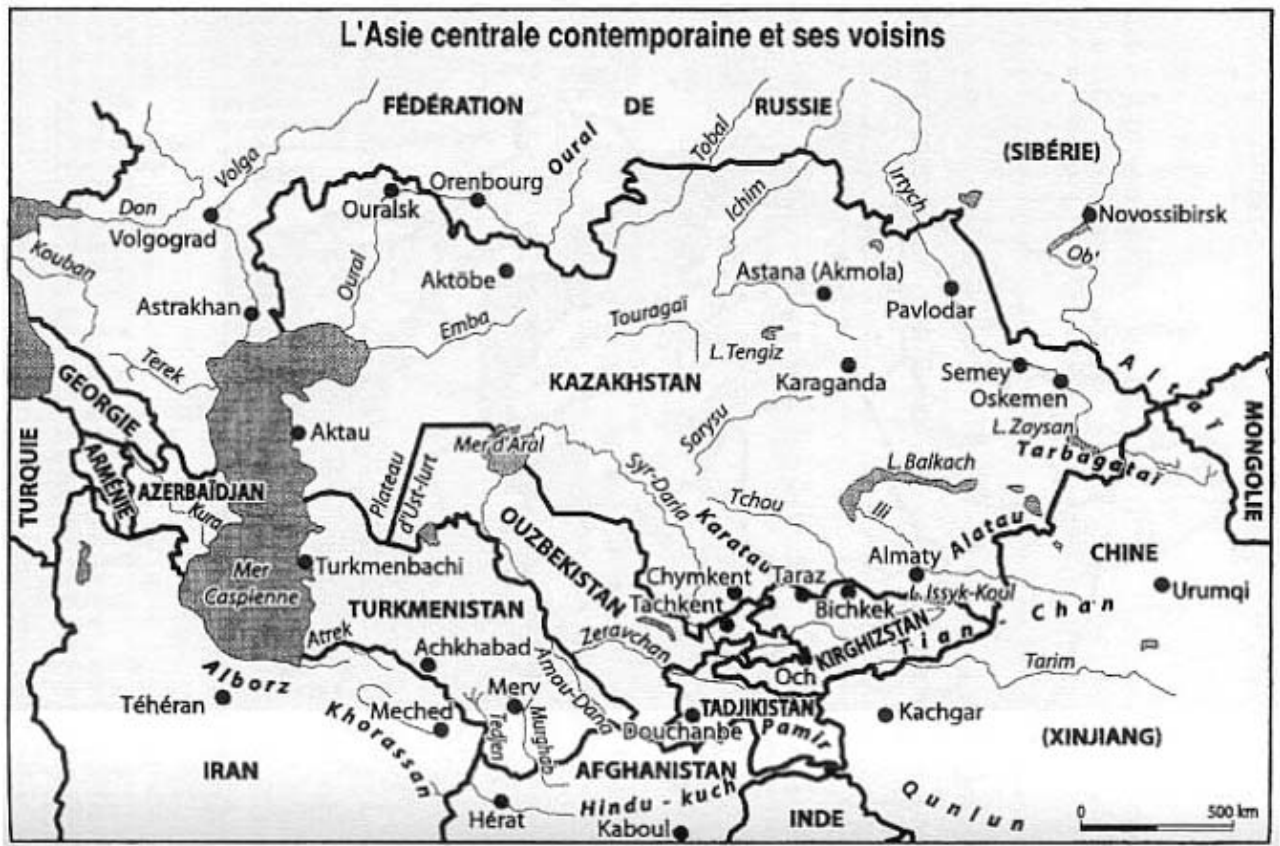 L'Asie centrale contemporaine et ses voisins
FÉDÉRATION DE RUSSIE
(SIBÉRIE)
Volga
Oural
Tobal
Ichim
Irtych
Orenbourg
Ouralsk
Don
Volgograd
Novossibirsk
Ob'
Kouban
Oural
Aktöbe
Astana (Akmola)
Pavlodar
Astrakhan
Emba
Touragaï
L.Tengiz
Terek
KAZAKHSTAN
Karaganda
Semey
Oskemen
Altaï
GEORGIE
Sarysu
L.Zaysan
Tarbagataï
MONGOLIE
TURQUIE
ARMÉNIE
AZERBAÏDJAN
Kura
Aktau
Mer d'Aral
Plateau
d'Ust-Iurt
Syr-Daria
L.Balkach
Tchou
Ili
Karatau
Alatau
OUZBEKISTAN
Almaty
CHINE
Mer
Caspienne
Turkmenbachi
Chymkent
Taraz
Tachkent
Bichkek
L.Issyk-Koul
Urumqi
TURKMENISTAN
KIRGHIZSTAN
Tian-Chan
Atrek
Achkhabad
Zeravchan
Och
Tarim
Alborz
Amou-Daria
Téhéran
Merv
Meched
Khorassan
Tedjen
Murghab
TADJIKISTAN
Douchanbe
Pamir
Kachgar
(XINJIANG)
IRAN
AFGHANISTAN
Hindu-kuch
Hérat
Kaboul
INDE
Qunlun
0 500 km